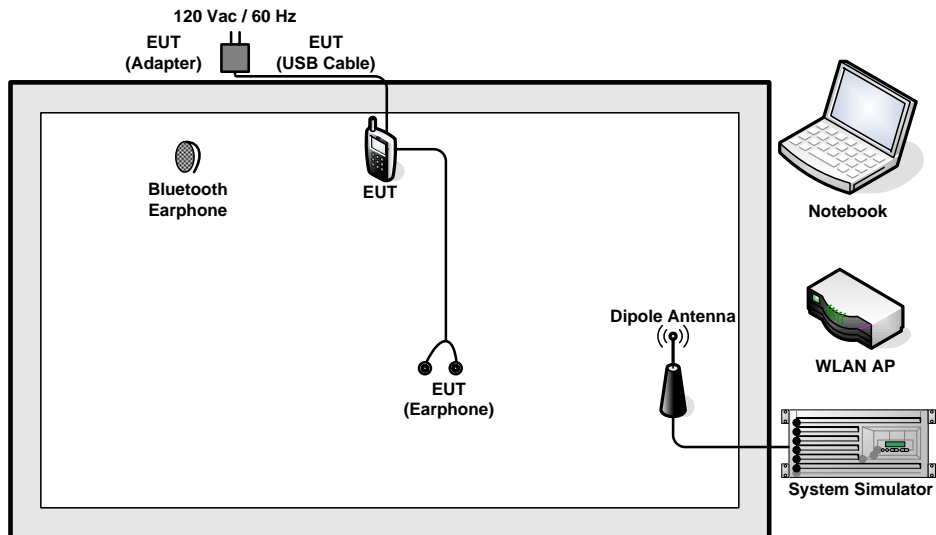 120 Vac / 60 Hz
EUT
(Adapter)
EUT
(USB Cable)
Bluetooth
Earphone
EUT
Notebook
Dipole Antenna
WLAN AP
EUT
(Earphone)
System Simulator